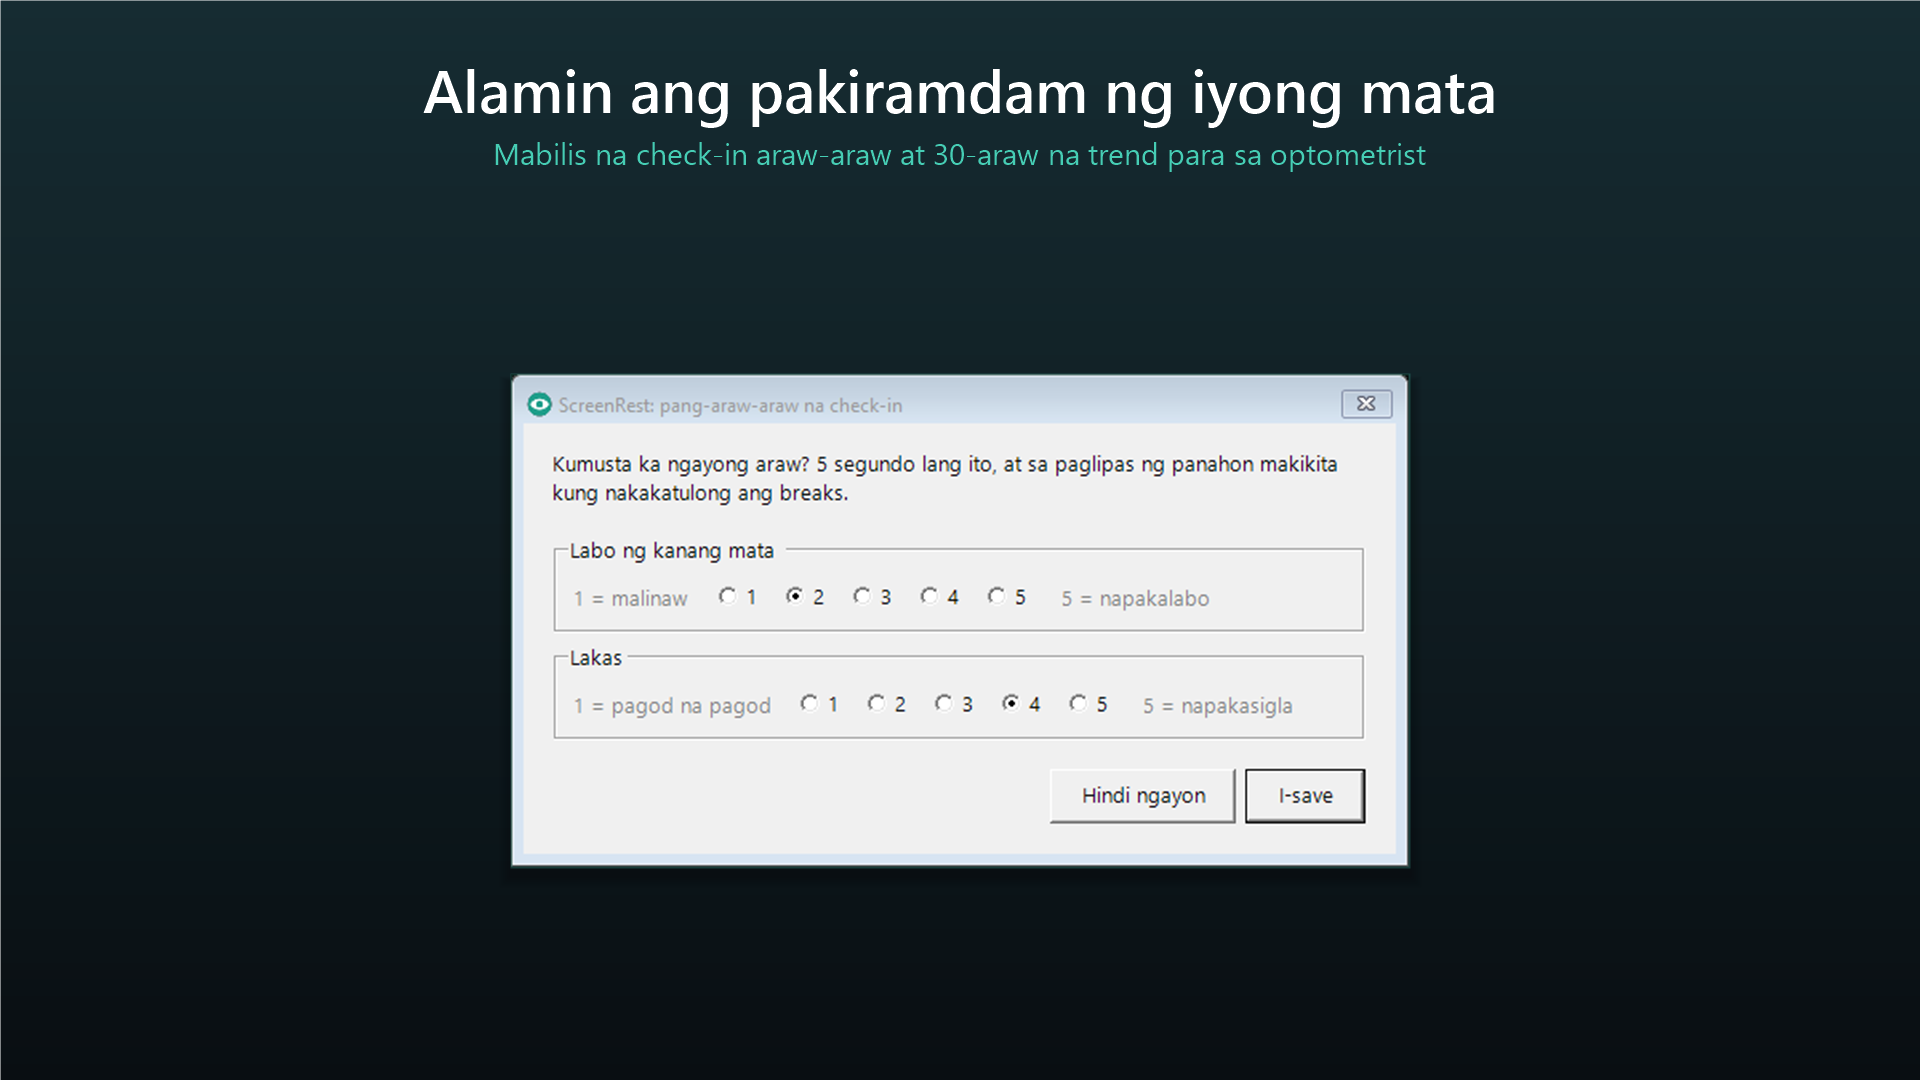 Alamin ang pakiramdam ng iyong mata
Mabilis na check-in araw-araw at 30-araw na trend para sa optometrist
ScreenRest: pang-araw-araw na check-in
Kumusta ka ngayong araw? 5 segundo lang ito, at sa paglipas ng panahon makikita
kung nakakatulong ang breaks.
Labo ng kanang mata
1 = malinaw 1 2 3 4 5 5 = napakalabo
Lakas
1 = pagod na pagod 1 2 3 4 5 5 = napakasigla
Hindi ngayon I-save